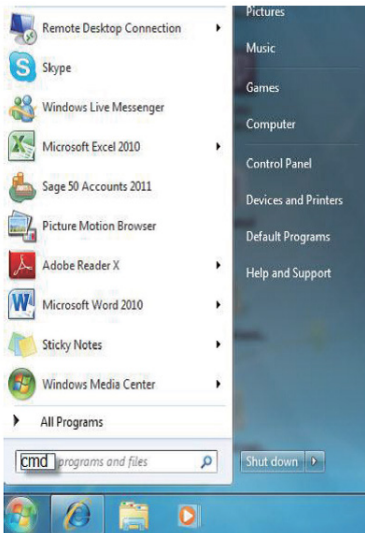 Remote Desktop Connection
Skype
Windows Live Messenger
Microsoft Excel 2010
Sage 50 Accounts 2011
Picture Motion Browser
Adobe Reader X
Microsoft Word 2010
Sticky Notes
Windows Media Center
All Programs
cmd programs and files
Pictures
Music
Games
Computer
Control Panel
Devices and Printers
Default Programs
Help and Support
Shut down